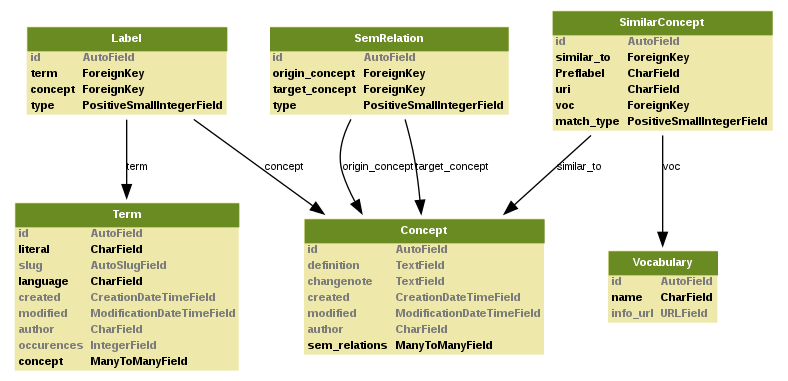 Label
id AutoField
term ForeignKey
concept ForeignKey
type PositiveSmallIntegerField
SemRelation
id AutoField
origin_concept ForeignKey
target_concept ForeignKey
type PositiveSmallIntegerField
SimilarConcept
id AutoField
similar_to ForeignKey
Preflabel CharField
uri CharField
voc ForeignKey
match_type PositiveSmallIntegerField
term
concept
origin_concept
target_concept
similar_to
voc
Term
id AutoField
literal CharField
slug AutoSlugField
language CharField
created CreationDateTimeField
modified ModificationDateTimeField
author CharField
occurences IntegerField
concept ManyToManyField
Concept
id AutoField
definition TextField
changenote TextField
created CreationDateTimeField
modified ModificationDateTimeField
author CharField
sem_relations ManyToManyField
Vocabulary
id AutoField
name CharField
info_url URLField